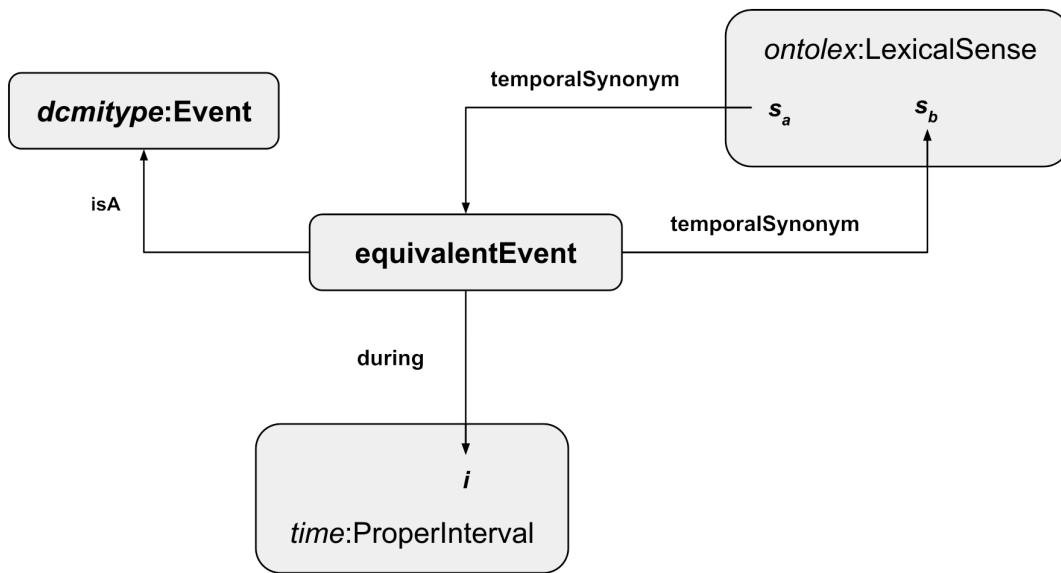 ontolex:LexicalSense
temporalSynonym
dcmitype:Event
s_a s_b
isA
temporalSynonym
equivalentEvent
during
i
time:ProperInterval